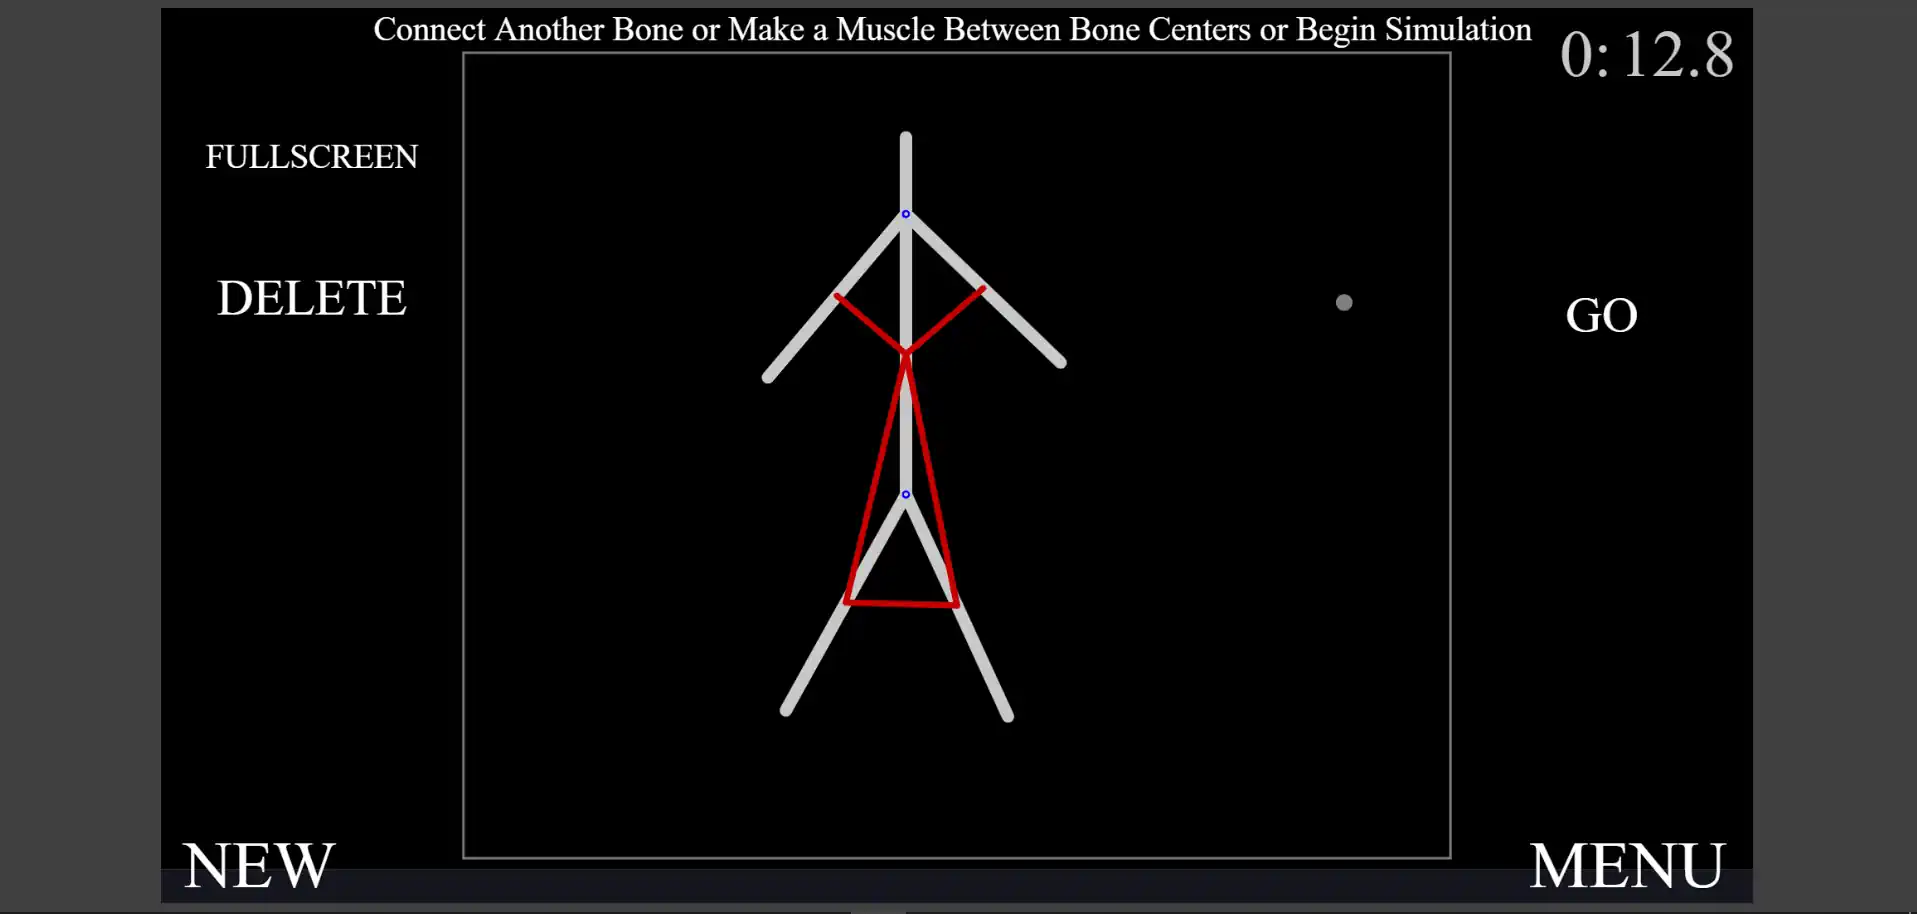 Connect Another Bone or Make a Muscle Between Bone Centers or Begin Simulation
0:12.8
FULLSCREEN
DELETE
GO
NEW
MENU